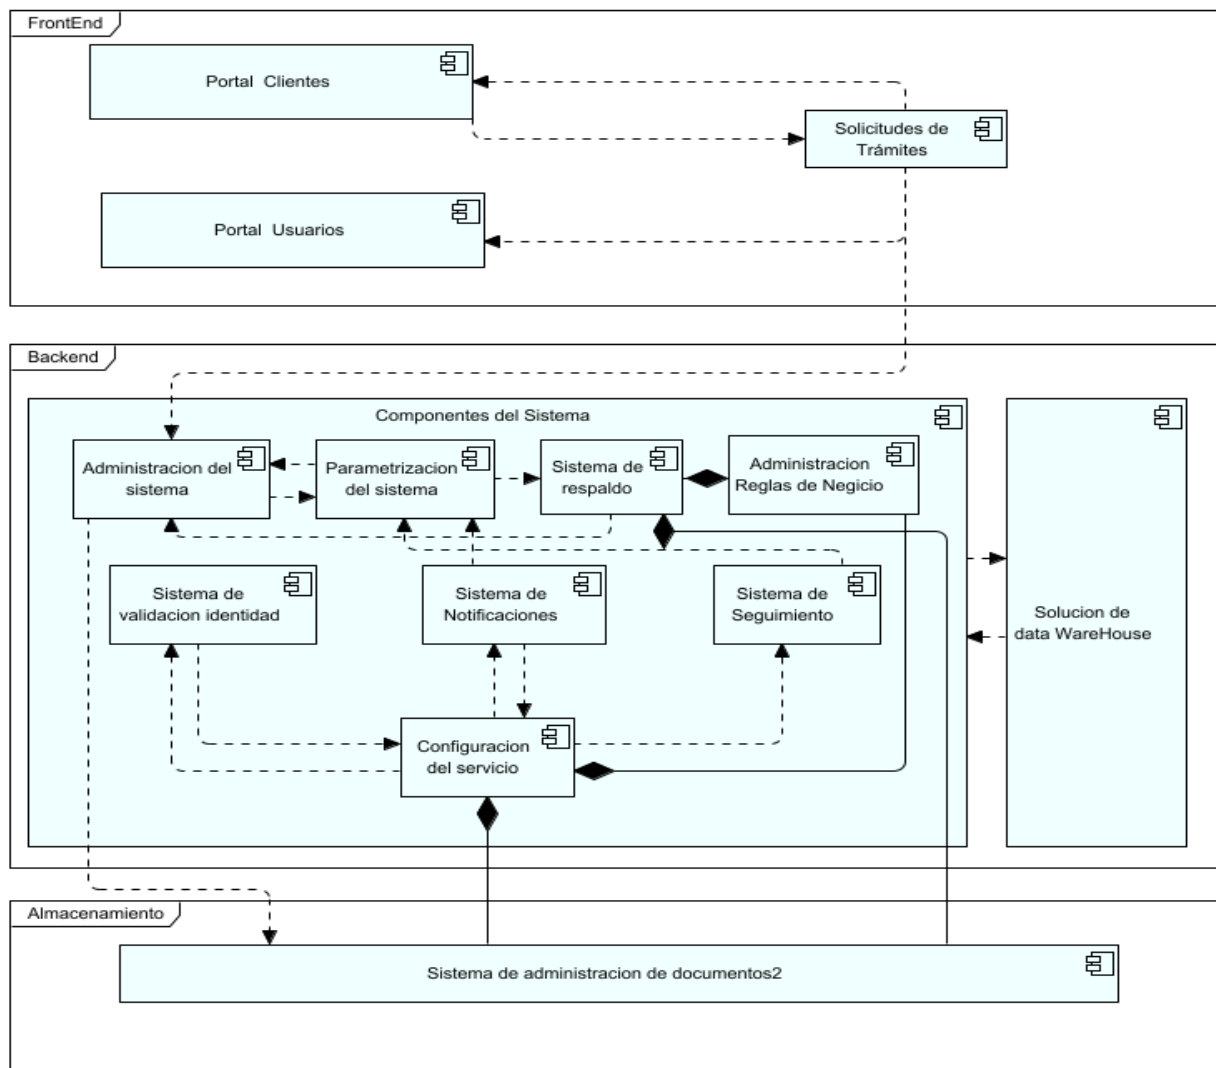 FrontEnd
Portal Clientes
Solicitudes de
Trámites
Portal Usuarios
Backend
Componentes del Sistema
Administracion del
sistema
Parametrizacion
del sistema
Sistema de
respaldo
Administracion
Reglas de Negicio
Sistema de
validacion identidad
Sistema de
Notificaciones
Sistema de
Seguimiento
Solucion de
data WareHouse
Configuracion
del servicio
Almacenamiento
Sistema de administracion de documentos2